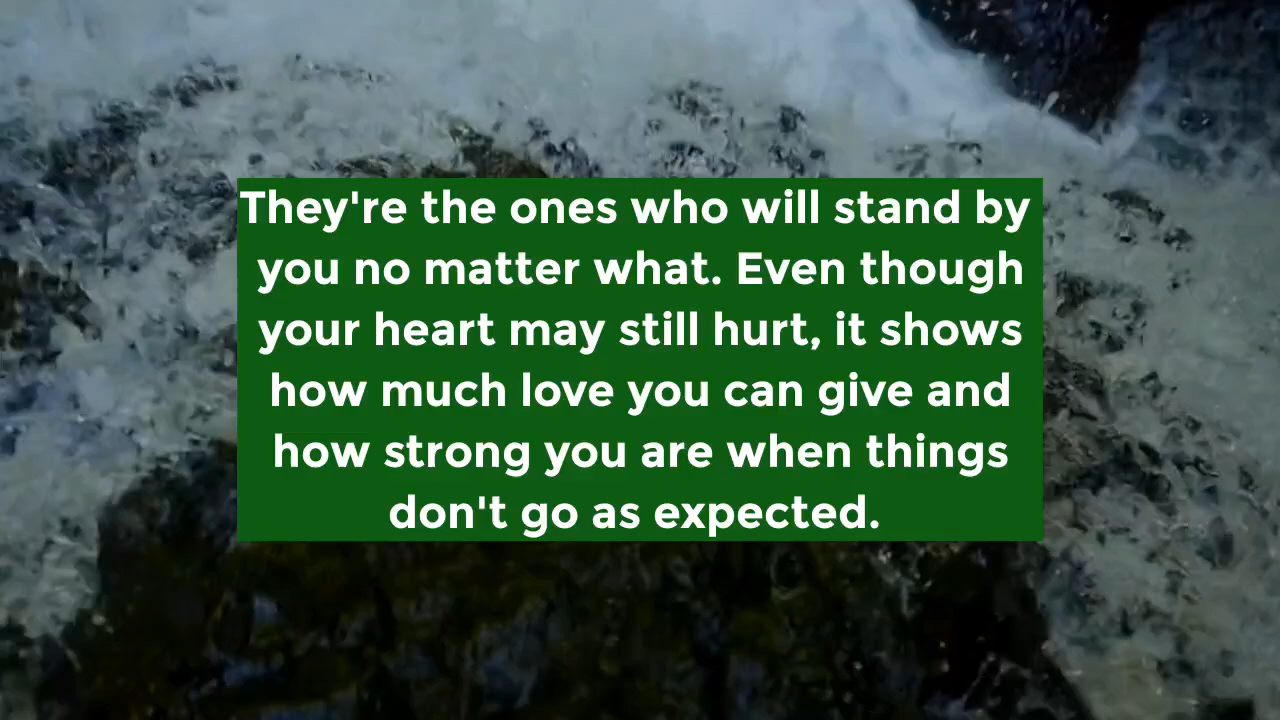 They're the ones who will stand by
you no matter what. Even though
your heart may still hurt, it shows
how much love you can give and
how strong you are when things
don't go as expected.